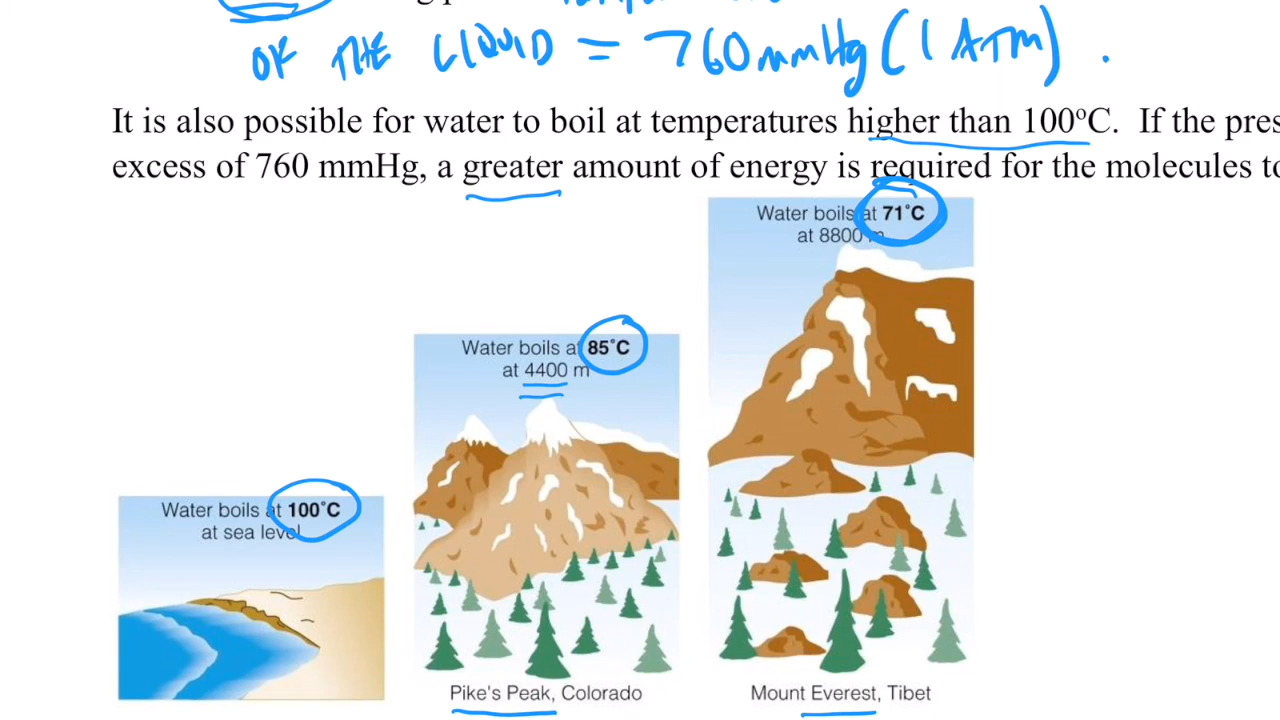 OF THE LIQUID = 760mmHg (1 ATM).
It is also possible for water to boil at temperatures higher than 100°C. If the pres
excess of 760 mmHg, a greater amount of energy is required for the molecules to
Water boils at 71°C
at 8800 m
Water boils at 85°C
at 4400 m
Water boils at 100°C
at sea level
Pike's Peak, Colorado
Mount Everest, Tibet